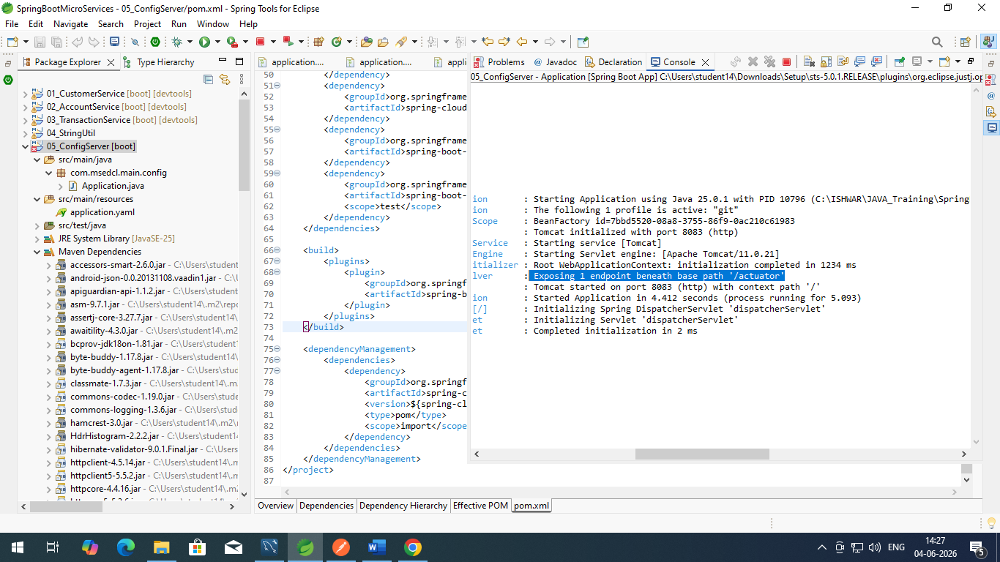 SpringBootMicroServices - 05_ConfigServer/pom.xml - Spring Tools for Eclipse
File Edit Navigate Search Project Run Window Help
Package Explorer
Type Hierarchy
01_CustomerService [boot] [devtools]
02_AccountService [boot] [devtools]
03_TransactionService [boot] [devtools]
04_StringUtil
05_ConfigServer [boot]
src/main/java
com.msedcl.main.config
Application.java
src/main/resources
application.yaml
src/test/java
JRE System Library [JavaSE-25]
Maven Dependencies
accessors-smart-2.6.0.jar - C:\Users\student
android-json-0.0.20131108.vaadin1.jar - C:\
apiguardian-api-1.1.2.jar - C:\Users\student
asm-9.7.1.jar - C:\Users\student14\.m2\repo
assertj-core-3.27.7.jar - C:\Users\student14
awaitility-4.3.0.jar - C:\Users\student14\.m2
bcprov-jdk18on-1.81.jar - C:\Users\student
byte-buddy-1.17.8.jar - C:\Users\student14\
byte-buddy-agent-1.17.8.jar - C:\Users\stud
classmate-1.7.3.jar - C:\Users\student14\.m
commons-codec-1.19.0.jar - C:\Users\stude
commons-logging-1.3.6.jar - C:\Users\stude
hamcrest-3.0.jar - C:\Users\student14\.m2\
HdrHistogram-2.2.2.jar - C:\Users\student1
hibernate-validator-9.0.1.Final.jar - C:\Users
httpclient-4.5.14.jar - C:\Users\student14\.m
httpclient5-5.5.2.jar - C:\Users\student14\.m
httpcore-4.4.16.jar - C:\Users\student14\.m2
application....
application....
appli
50 </dependency>
51 <dependency>
52 <groupId>org.springframe
53 <artifactId>spring-cloud
54 </dependency>
55 <dependency>
56 <groupId>org.springframe
57 <artifactId>spring-boot-
58 </dependency>
59 <dependency>
60 <groupId>org.springframe
61 <artifactId>spring-boot-
62 <scope>test</scope>
63 </dependency>
64 </dependencies>
65
66 <build>
67 <plugins>
68 <plugin>
69 <groupId>org.springf
70 <artifactId>spring-b
71 </plugin>
72 </plugins>
73 </build>
74
75 <dependencyManagement>
76 <dependencies>
77 <dependency>
78 <groupId>org.springf
79 <artifactId>spring-c
80 <version>${spring-cl
81 <type>pom</type>
82 <scope>import</scope
83 </dependency>
84 </dependencies>
85 </dependencyManagement>
86 </project>
87
Overview Dependencies Dependency Hierarchy Effective POM pom.xml
Problems @ Javadoc Declaration Console
05_ConfigServer - Application [Spring Boot App] C:\Users\student14\Downloads\Setup\sts-5.0.1.RELEASE\plugins\org.eclipse.justj.op
ion : Starting Application using Java 25.0.1 with PID 10796 (C:\ISHWAR\JAVA_Training\Spring
ion : The following 1 profile is active: "git"
Scope : BeanFactory id=7bbd5520-08a8-3755-86f9-0ac210c61983
: Tomcat initialized with port 8083 (http)
Service : Starting service [Tomcat]
Engine : Starting Servlet engine: [Apache Tomcat/11.0.21]
itializer : Root WebApplicationContext: initialization completed in 1234 ms
lver : Exposing 1 endpoint beneath base path '/actuator'
: Tomcat started on port 8083 (http) with context path '/'
ion : Started Application in 4.412 seconds (process running for 5.093)
[/] : Initializing Spring DispatcherServlet 'dispatcherServlet'
et : Initializing Servlet 'dispatcherServlet'
et : Completed initialization in 2 ms
ENG
14:27
04-06-2026
5